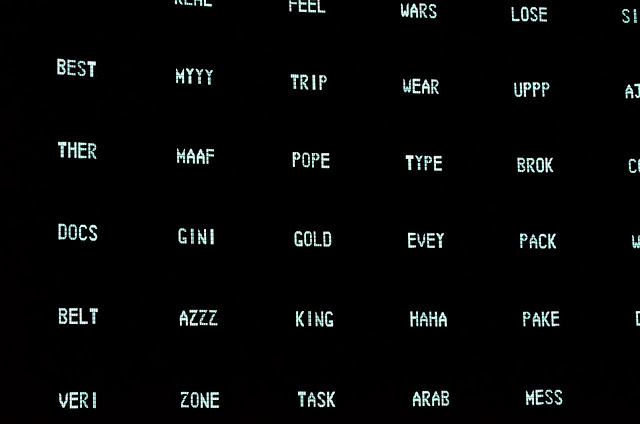 REAL FEEL WARS LOSE
BEST MYYY TRIP WEAR UPPP
THER MAAF POPE TYPE BROK
DOCS GINI GOLD EVEY PACK
BELT AZZZ KING HAHA PAKE
VERI ZONE TASK ARAB MESS